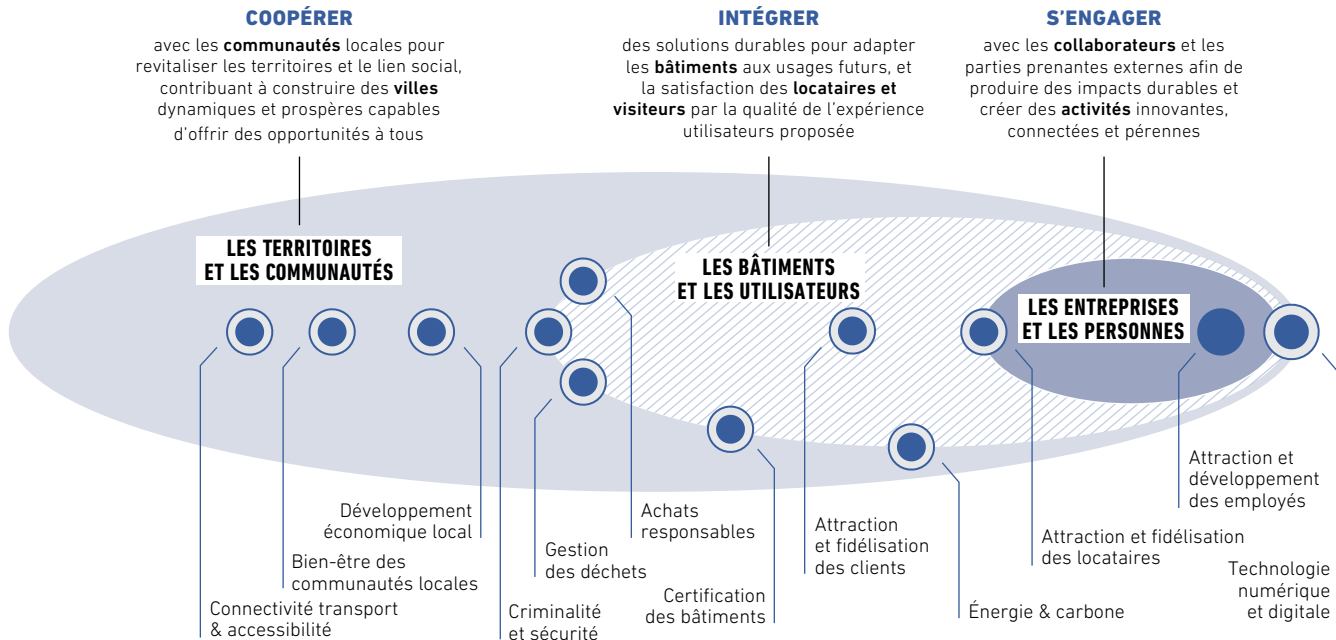 COOPÉRER
avec les communautés locales pour
revitaliser les territoires et le lien social,
contribuant à construire des villes
dynamiques et prospères capables
d'offrir des opportunités à tous
INTÉGRER
des solutions durables pour adapter
les bâtiments aux usages futurs, et
la satisfaction des locataires et
visiteurs par la qualité de l'expérience
utilisateurs proposée
S'ENGAGER
avec les collaborateurs et les
parties prenantes externes afin de
produire des impacts durables et
créer des activités innovantes,
connectées et pérennes
LES TERRITOIRES
ET LES COMMUNAUTÉS
LES BÂTIMENTS
ET LES UTILISATEURS
LES ENTREPRISES
ET LES PERSONNES
Connectivité transport
& accessibilité
Bien-être des
communautés locales
Développement
économique local
Criminalité
et sécurité
Gestion
des déchets
Achats
responsables
Certification
des bâtiments
Attraction
et fidélisation
des clients
Énergie & carbone
Attraction et fidélisation
des locataires
Attraction et
développement
des employés
Technologie
numérique
et digitale